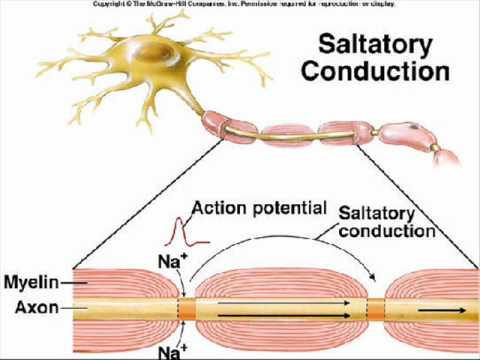 Copyright © The McGraw-Hill Companies, Inc. Permission required for reproduction or display.
Saltatory
Conduction
Action potential
Saltatory
conduction
Na+
Myelin
Axon
Na+